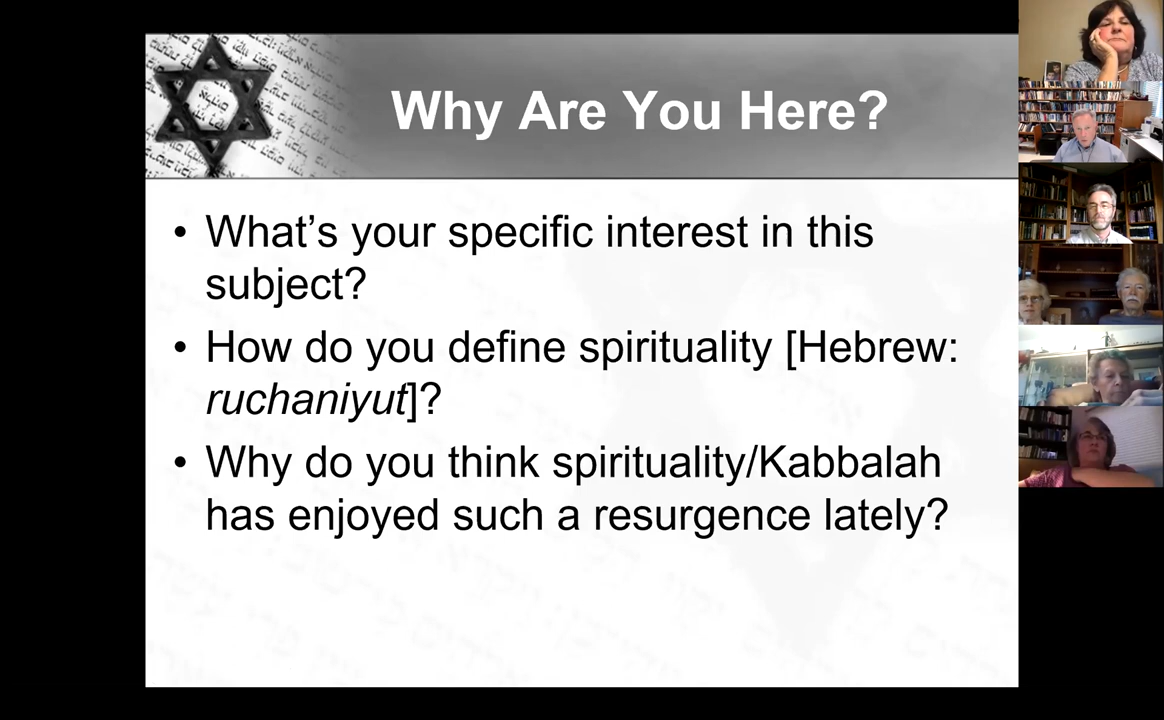 Why Are You Here?
• What’s your specific interest in this
subject?
• How do you define spirituality [Hebrew:
ruchaniyut]?
• Why do you think spirituality/Kabbalah
has enjoyed such a resurgence lately?